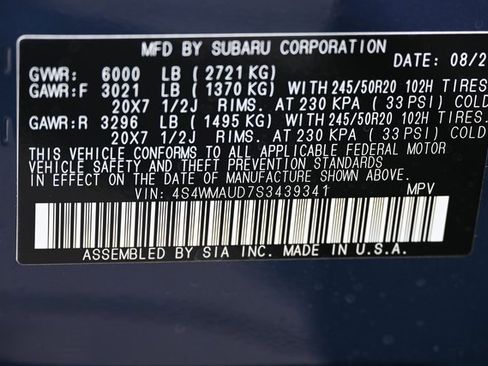 MFD BY SUBARU CORPORATION
DATE: 08/2
GVWR: 6000 LB ( 2721 KG)
GAWR:F 3021 LB ( 1370 KG) WITH 245/50R20 102H TIRES
20X7 1/2J RIMS. AT 230 KPA ( 33 PSI) COLD
GAWR:R 3296 LB ( 1495 KG) WITH 245/50R20 102H TIRES
20X7 1/2J RIMS. AT 230 KPA ( 33 PSI) COLD
THIS VEHICLE CONFORMS TO ALL APPLICABLE FEDERAL MOTOR
VEHICLE SAFETY AND THEFT PREVENTION STANDARDS
IN EFFECT ON THE DATE OF MANUFACTURE SHOWN ABOVE.
VIN: 4S4WMAUD7S3439341 MPV
ASSEMBLED BY SIA INC. MADE IN U.S.A.